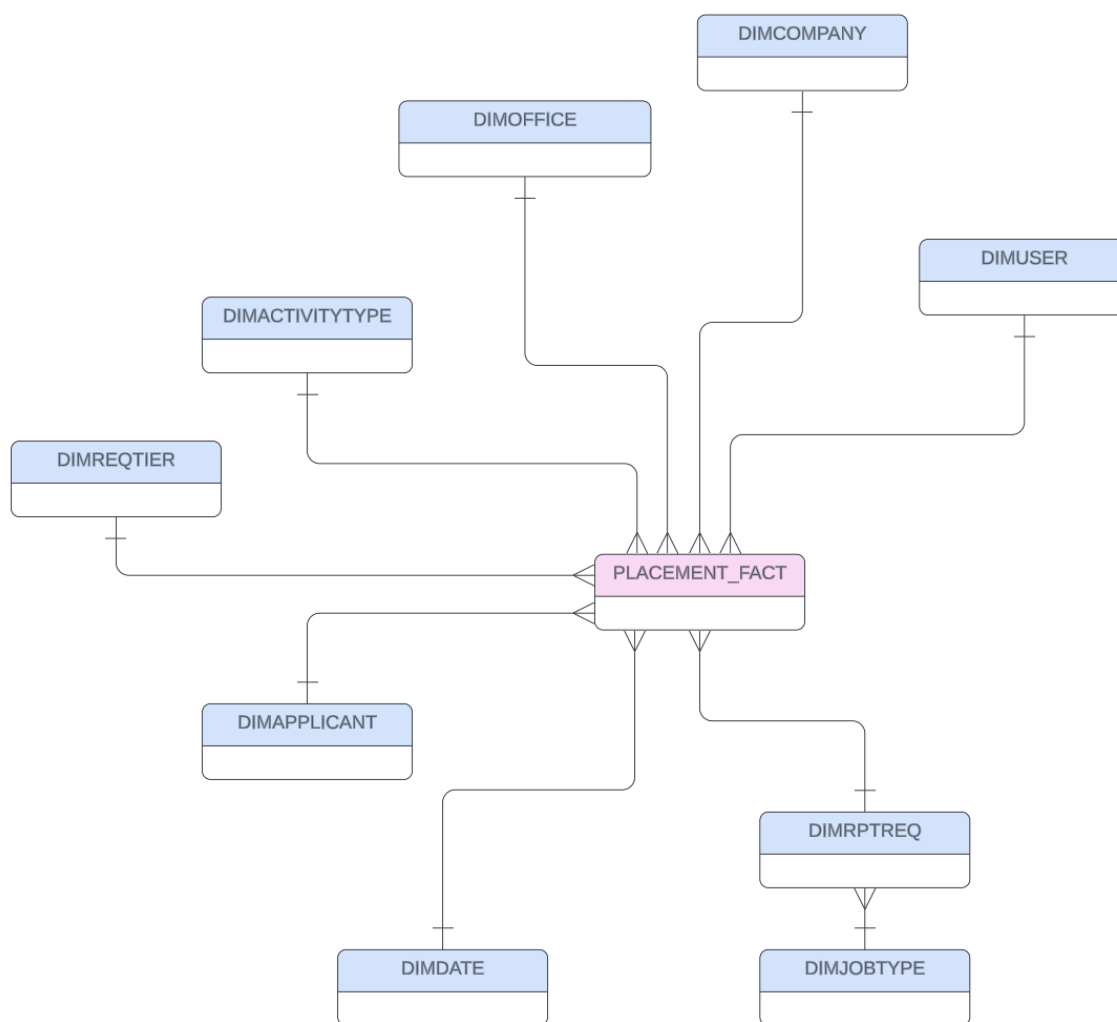 DIMCOMPANY
DIMOFFICE
DIMUSER
DIMACTIVITYTYPE
DIMREQTIER
PLACEMENT_FACT
DIMAPPLICANT
DIMRPTREQ
DIMDATE
DIMJOBTYPE